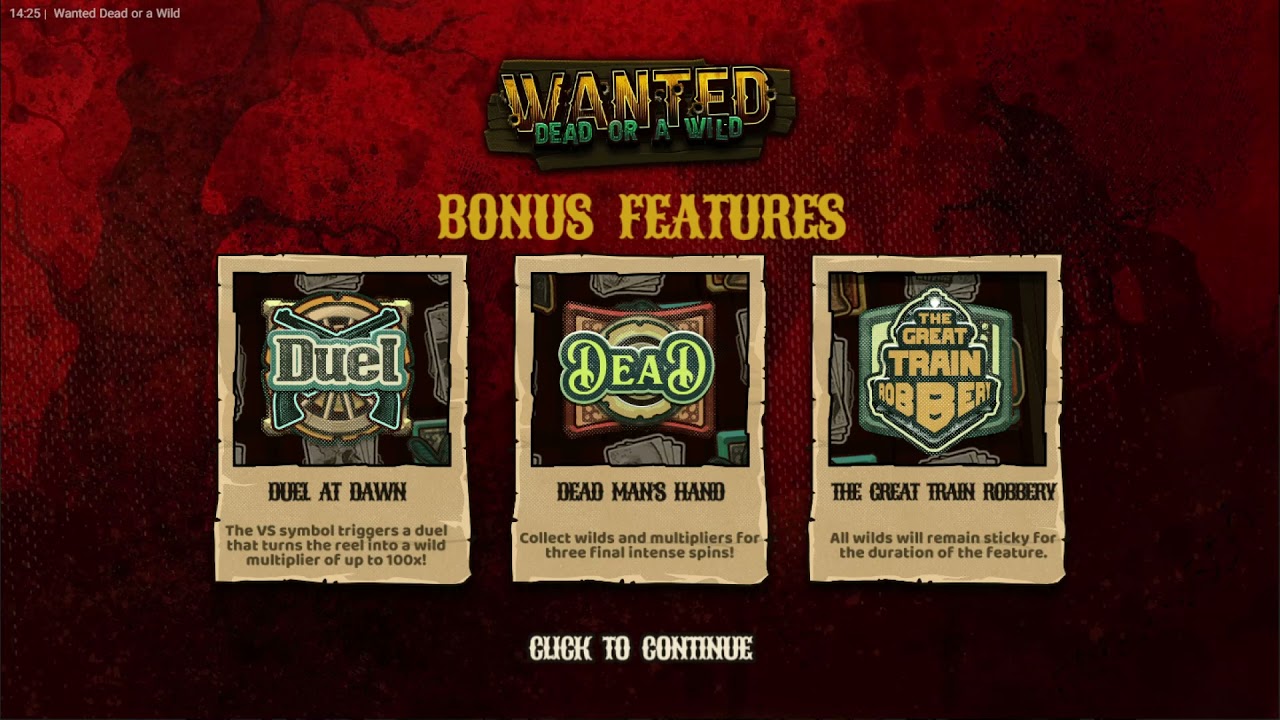 14:25 | Wanted Dead or a Wild
WANTED
DEAD OR A WILD
BONUS FEATURES
Duel
DEAD
THE
GREAT
TRAIN
ROBBERY
DUEL AT DAWN
DEAD MAN'S HAND
THE GREAT TRAIN ROBBERY
The VS symbol triggers a duel
that turns the reel into a wild
multiplier of up to 100x!
Collect wilds and multipliers for
three final intense spins!
All wilds will remain sticky for
the duration of the feature.
CLICK TO CONTINUE